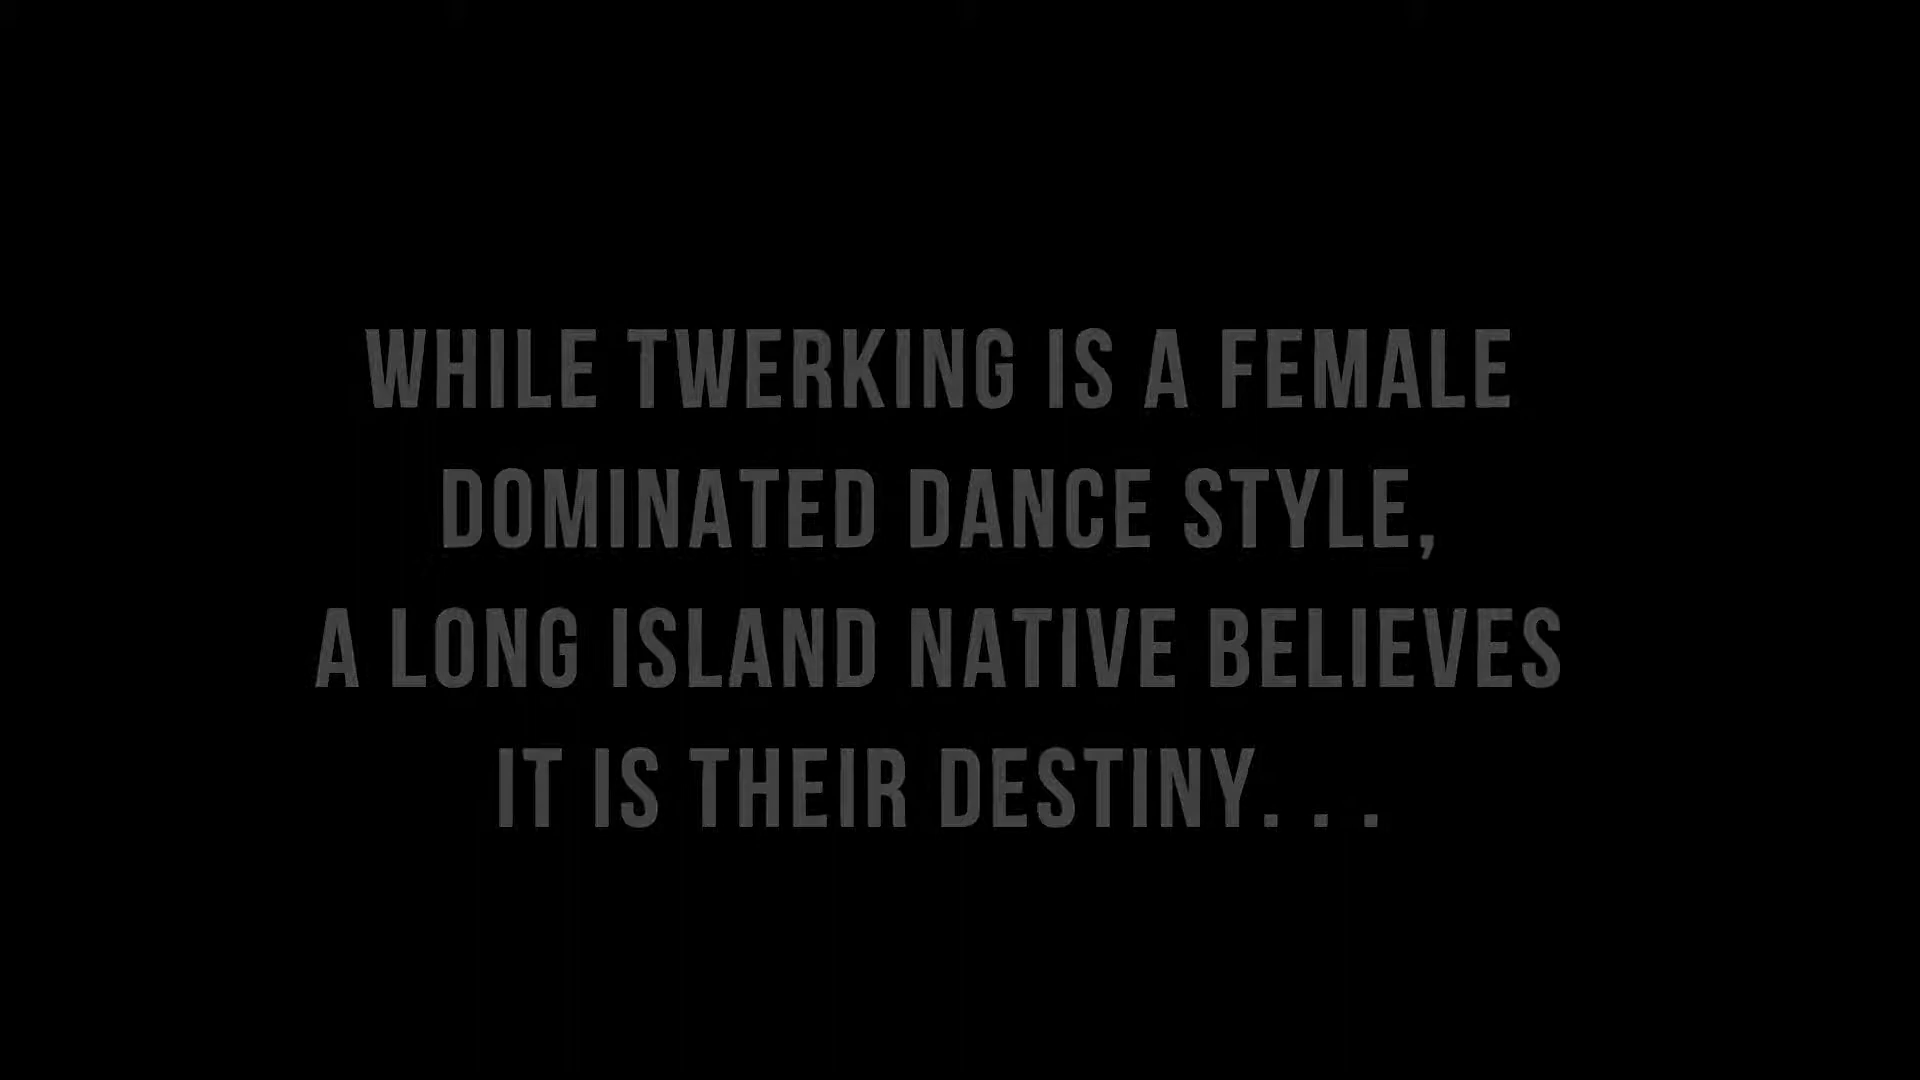 WHILE TWERKING IS A FEMALE
DOMINATED DANCE STYLE,
A LONG ISLAND NATIVE BELIEVES
IT IS THEIR DESTINY. . .